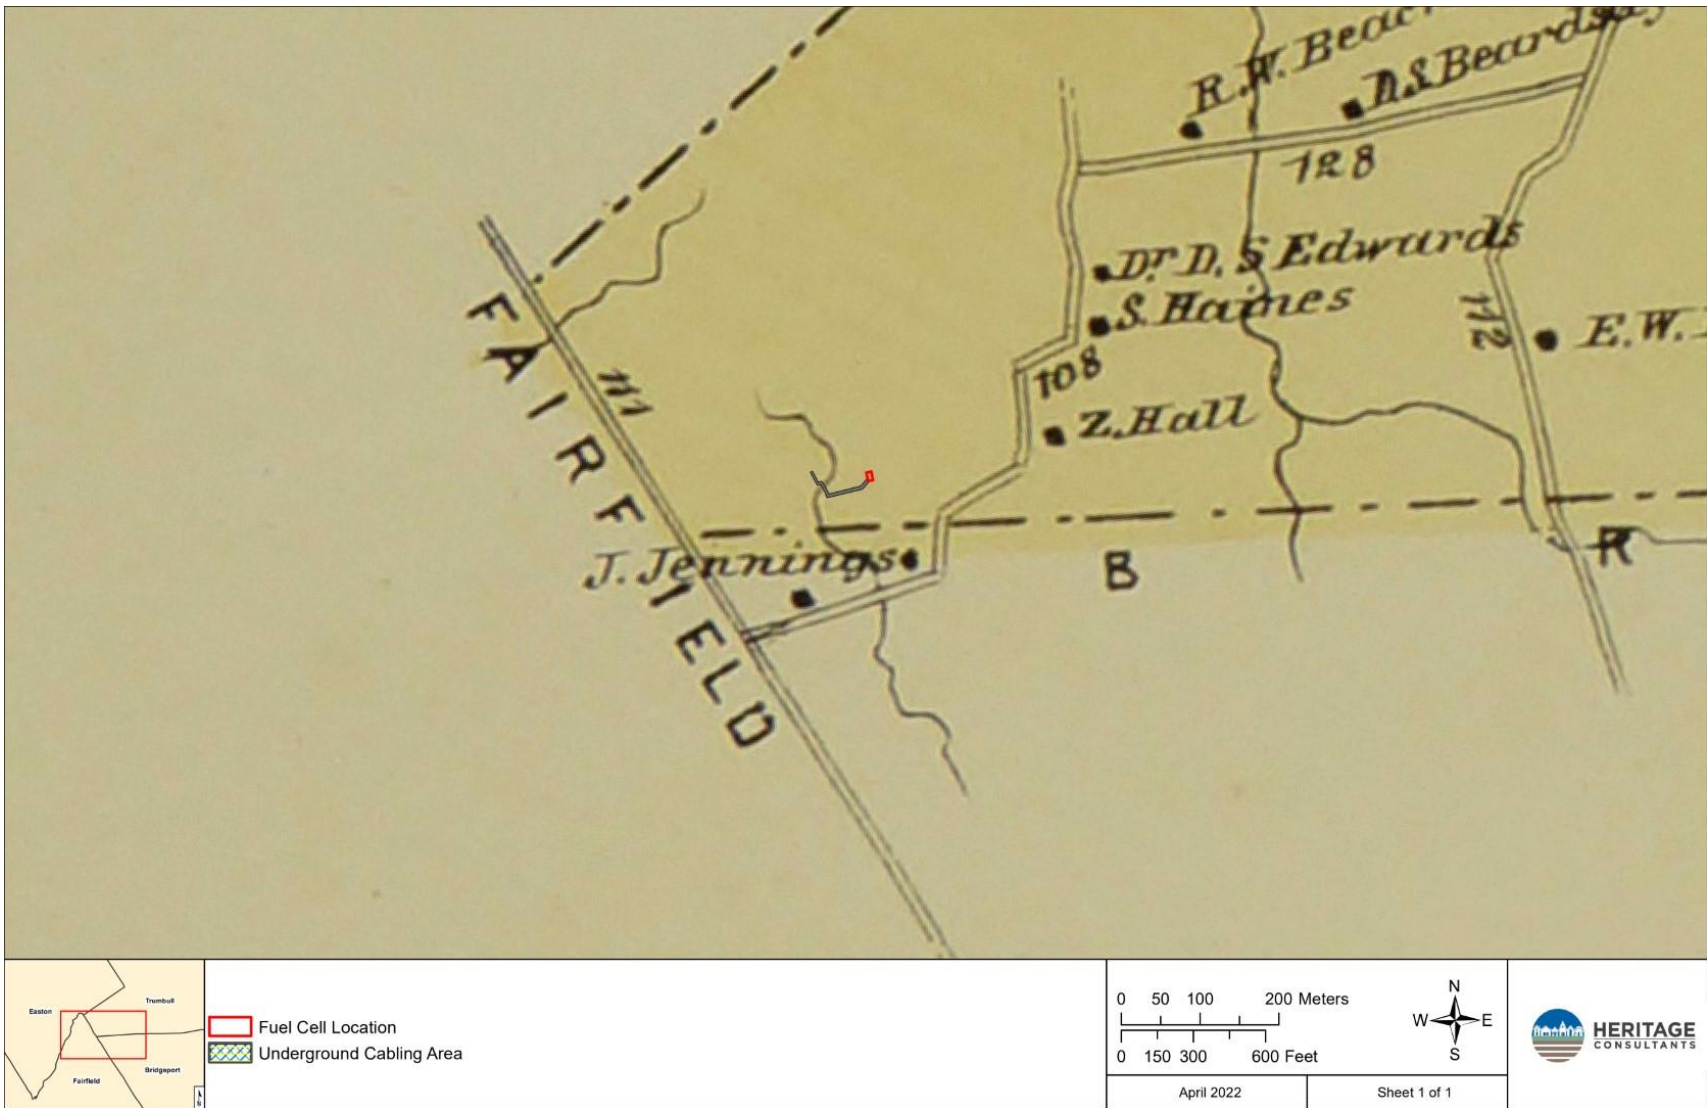 R.W.
D.S. Beardsley
128
Dr. D. S Edwards
S. Haines
112
E.W.
108
111
FAIRFIELD
Z. Hall
J. Jennings
B R
Easton
Trumbull
Fairfield
Bridgeport
N
Fuel Cell Location
Underground Cabling Area
0 50 100 200 Meters
0 150 300 600 Feet
N
W E
S
April 2022
Sheet 1 of 1
HERITAGE
CONSULTANTS